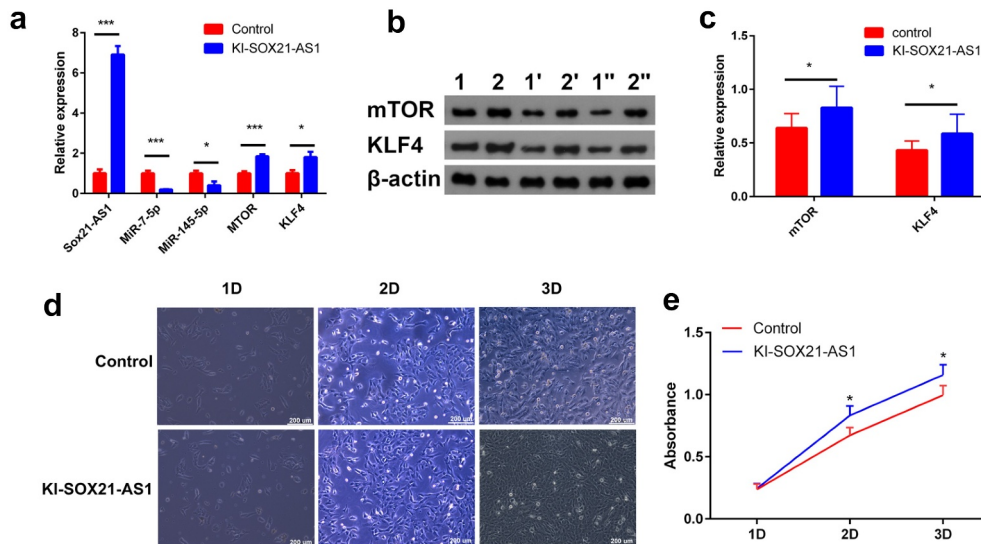 a
***
Control
KI-SOX21-AS1
Relative expression
8
6
4
2
0
***
*
***
*
Sox21-AS1
MiR-7-5p
MiR-145-5p
MTOR
KLF4
b
1 2 1' 2' 1" 2"
mTOR
KLF4
β-actin
c
control
KI-SOX21-AS1
Relative expression
1.5
1.0
0.5
0.0
*
*
mTOR
KLF4
d
1D 2D 3D
Control
200 um
200 um
200 um
KI-SOX21-AS1
200 um
200 um
200 um
e
Control
KI-SOX21-AS1
Absorbance
1.5
1.0
0.5
0.0
*
*
1D 2D 3D